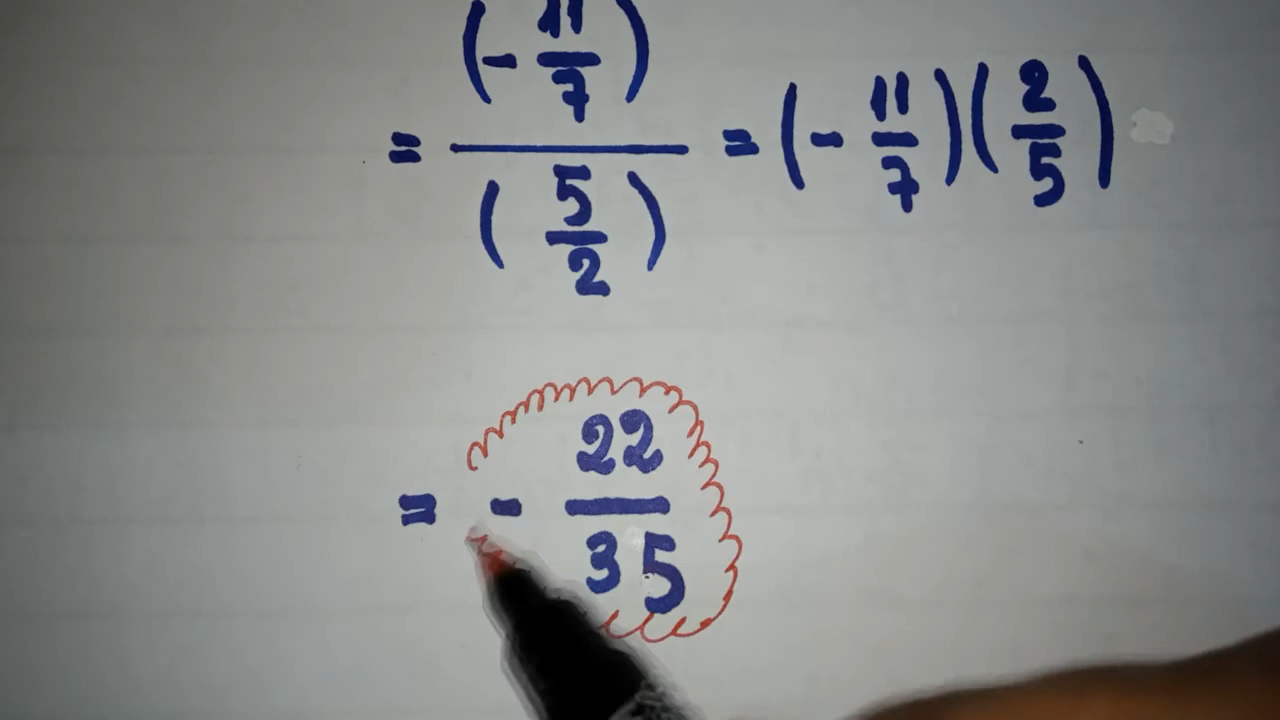 = (- 11/7) / (5/2) = (- 11/7)(2/5)
= - 22/35